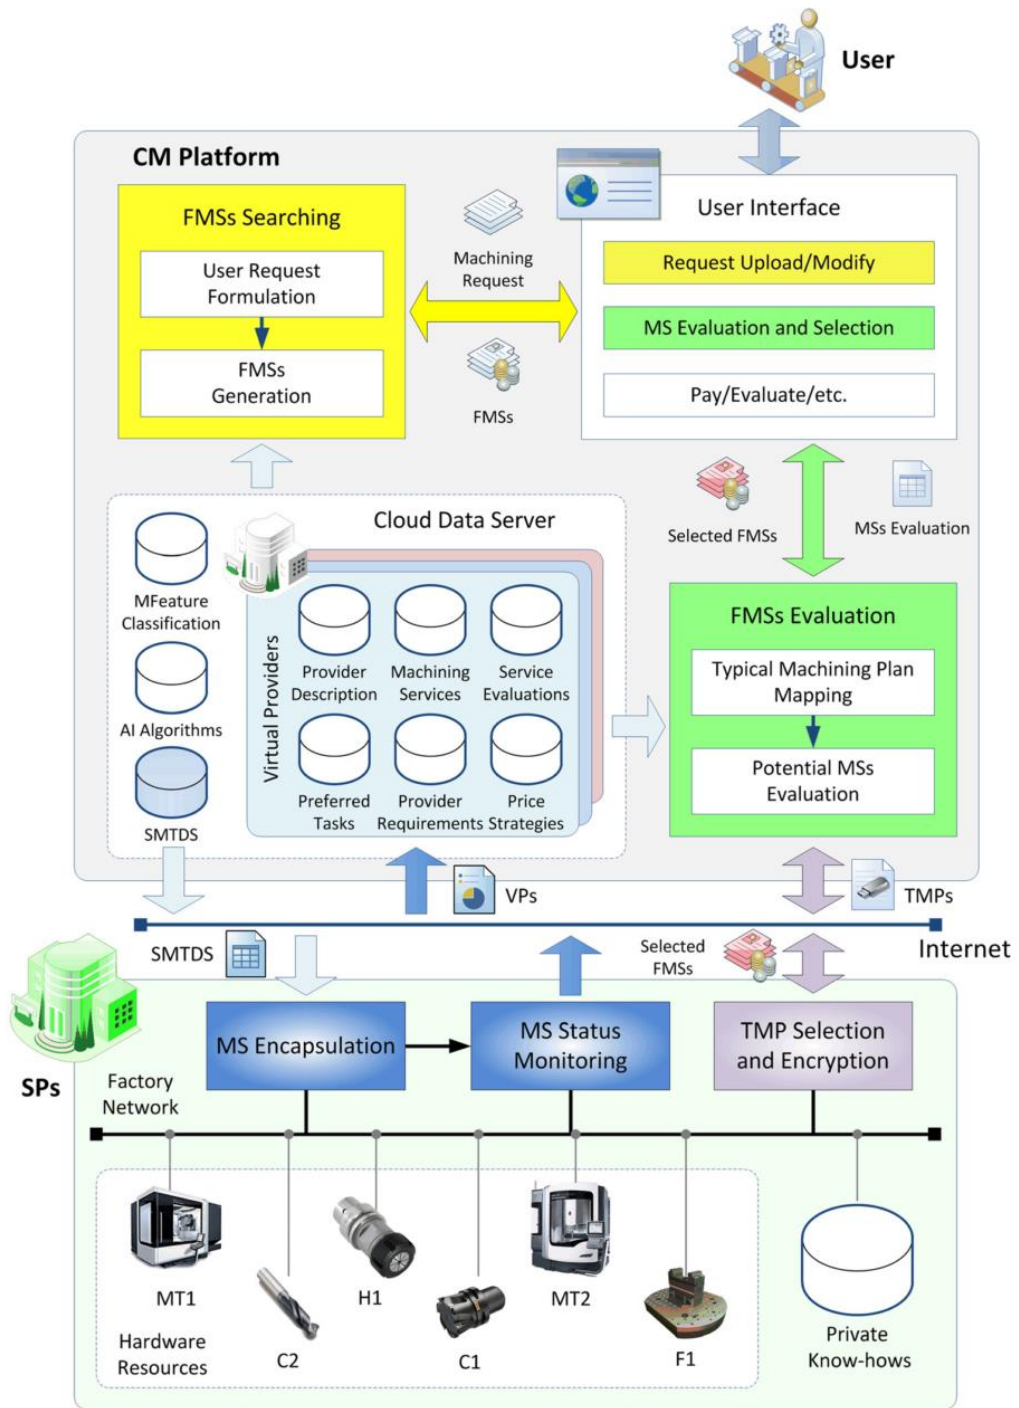 User
CM Platform
FMSs Searching
User Request
Formulation
FMSs
Generation
Machining
Request
FMSs
User Interface
Request Upload/Modify
MS Evaluation and Selection
Pay/Evaluate/etc.
Selected FMSs
MSs Evaluation
Cloud Data Server
MFeature
Classification
AI Algorithms
SMTDS
Virtual Providers
Provider
Description
Machining
Services
Service
Evaluations
Preferred
Tasks
Provider
Requirements
Price
Strategies
FMSs Evaluation
Typical Machining Plan
Mapping
Potential MSs
Evaluation
VPs
TMPs
Internet
SMTDS
Selected
FMSs
SPs
MS Encapsulation
MS Status
Monitoring
TMP Selection
and Encryption
Factory
Network
MT1
C2
H1
C1
MT2
F1
Hardware
Resources
Private
Know-hows